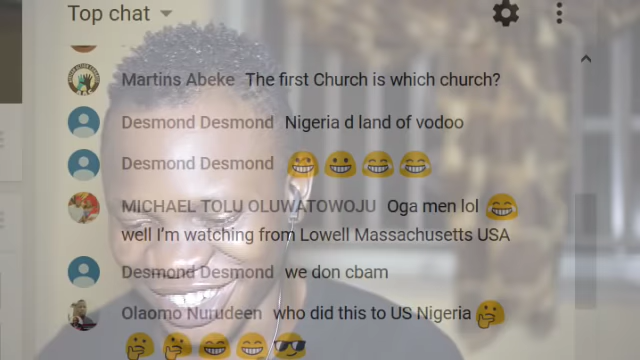 Top chat
Martins Abeke The first Church is which church?
Desmond Desmond Nigeria d land of vodoo
Desmond Desmond 😁😀😁😁
MICHAEL TOLU OLUWATOWOJU Oga men lol 😁
well I'm watching from Lowell Massachusetts USA
Desmond Desmond we don cbam
Olaomo Nurudeen who did this to US Nigeria 🤔
🤔🤔😁😁😎